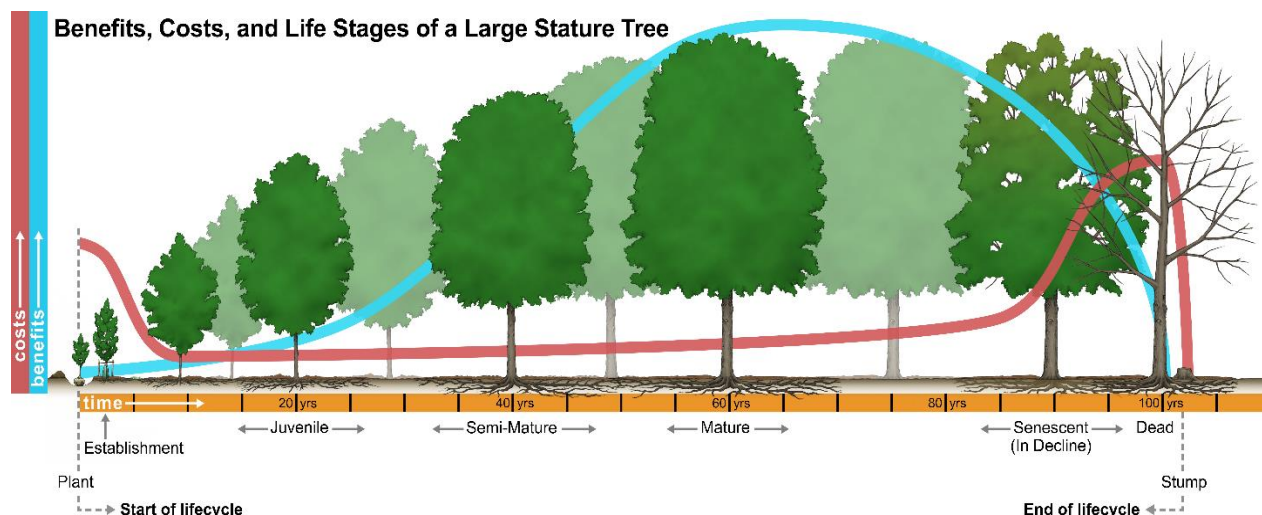 Benefits, Costs, and Life Stages of a Large Stature Tree
costs
benefits
time
20 yrs
40 yrs
60 yrs
80 yrs
100 yrs
Establishment
Juvenile
Semi-Mature
Mature
Senescent
(In Decline)
Dead
Plant
Stump
Start of lifecycle
End of lifecycle